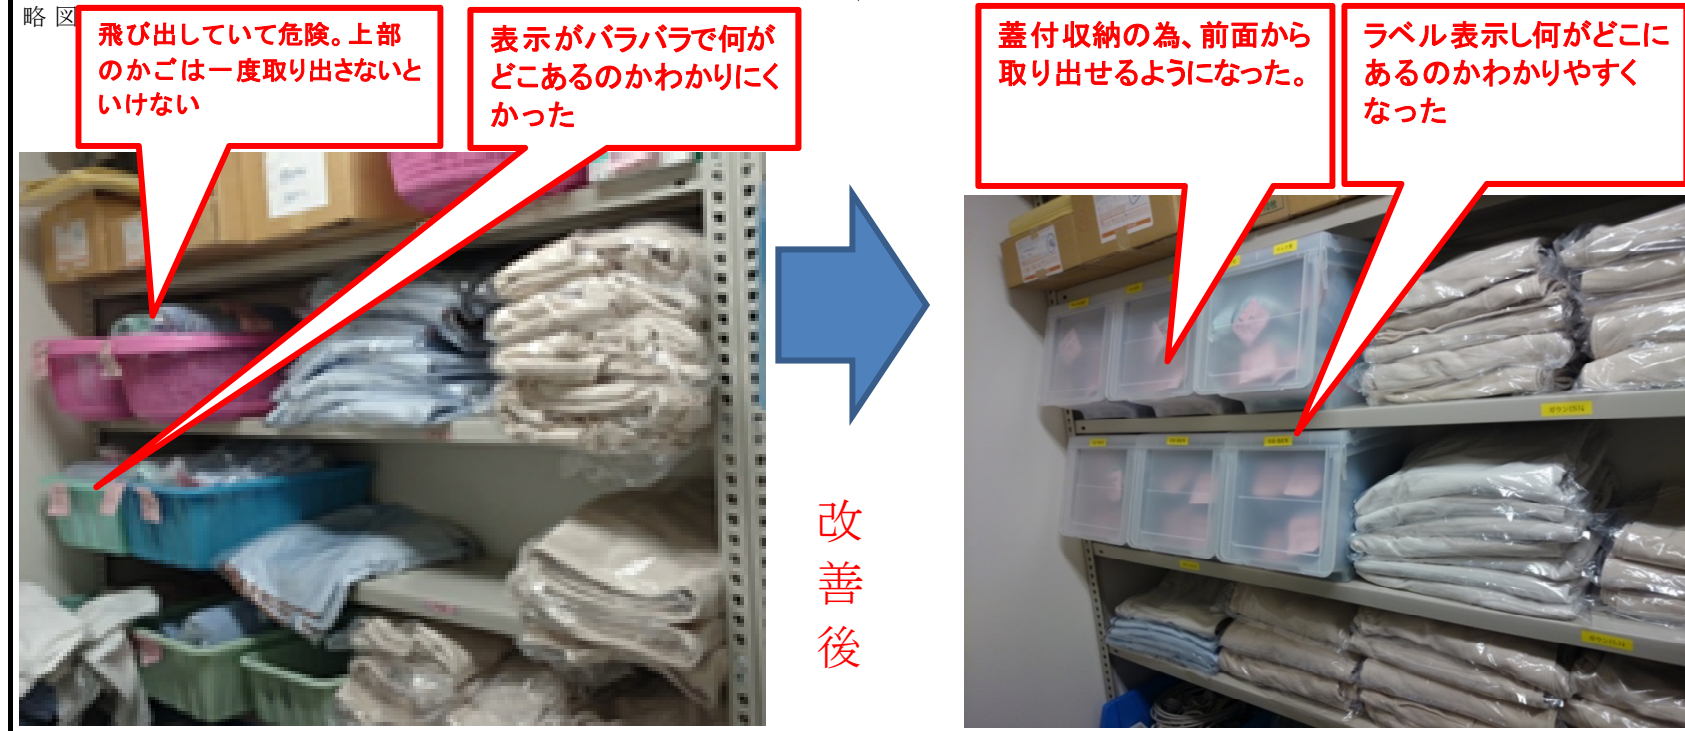 略図
飛び出していて危険。上部
のかごは一度取り出さないと
いけない
表示がバラバラで何が
どこあるのかわかりにく
かった
蓋付収納の為、前面から
取り出せるようになった。
ラベル表示し何がどこに
あるのかわかりやすく
なった
改善後